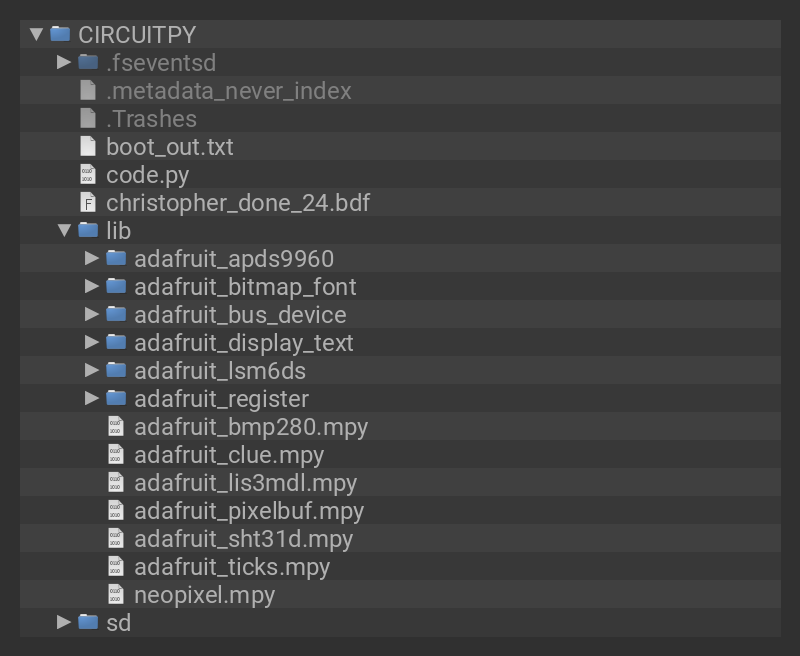 CIRCUITPY
.fseventsd
.metadata_never_index
.Trashes
boot_out.txt
code.py
christopher_done_24.bdf
lib
adafruit_apds9960
adafruit_bitmap_font
adafruit_bus_device
adafruit_display_text
adafruit_lsm6ds
adafruit_register
adafruit_bmp280.mpy
adafruit_clue.mpy
adafruit_lis3mdl.mpy
adafruit_pixelbuf.mpy
adafruit_sht31d.mpy
adafruit_ticks.mpy
neopixel.mpy
sd